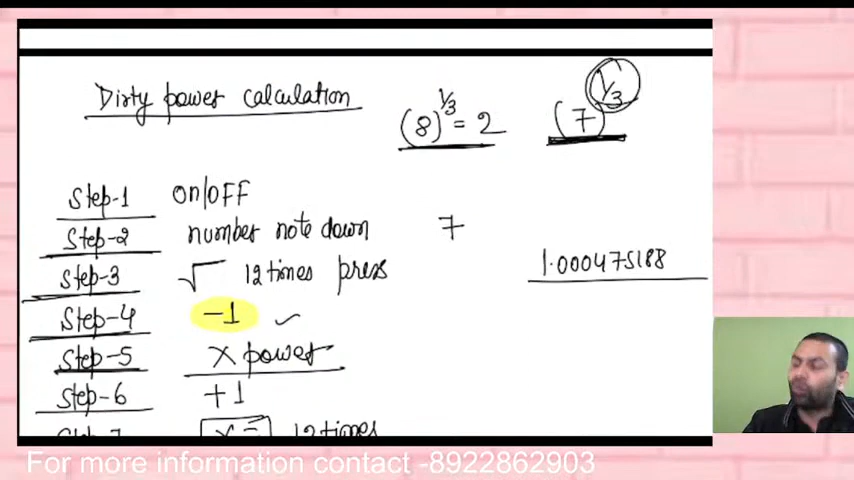 Dirty power calculation
(8)^1/3 = 2
(7)^1/3
Step-1 on/OFF
Step-2 number note down 7
Step-3 √ 12 times press 1.000475188
Step-4 -1 ✓
Step-5 × power
Step-6 +1
12 times
For more information contact -8922862903